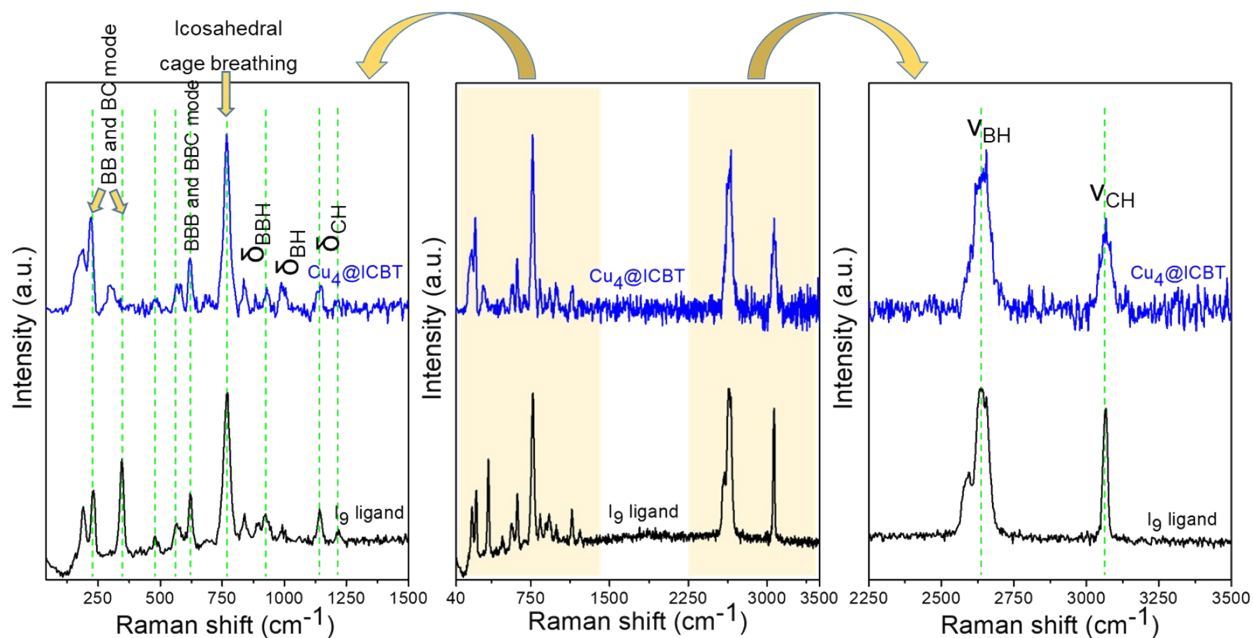 Icosahedral
cage breathing
BB and BC mode
BBB and BBC mode
δBBH
δBH
δCH
Cu4@ICBT
I9 ligand
Intensity (a.u.)
250 500 750 1000 1250 1500
Raman shift (cm-1)
Cu4@ICBT
I9 ligand
Intensity (a.u.)
40 750 1500 2250 3000 3500
Raman shift (cm-1)
νBH
νCH
Cu4@ICBT
I9 ligand
Intensity (a.u.)
2250 2500 2750 3000 3250 3500
Raman shift (cm-1)